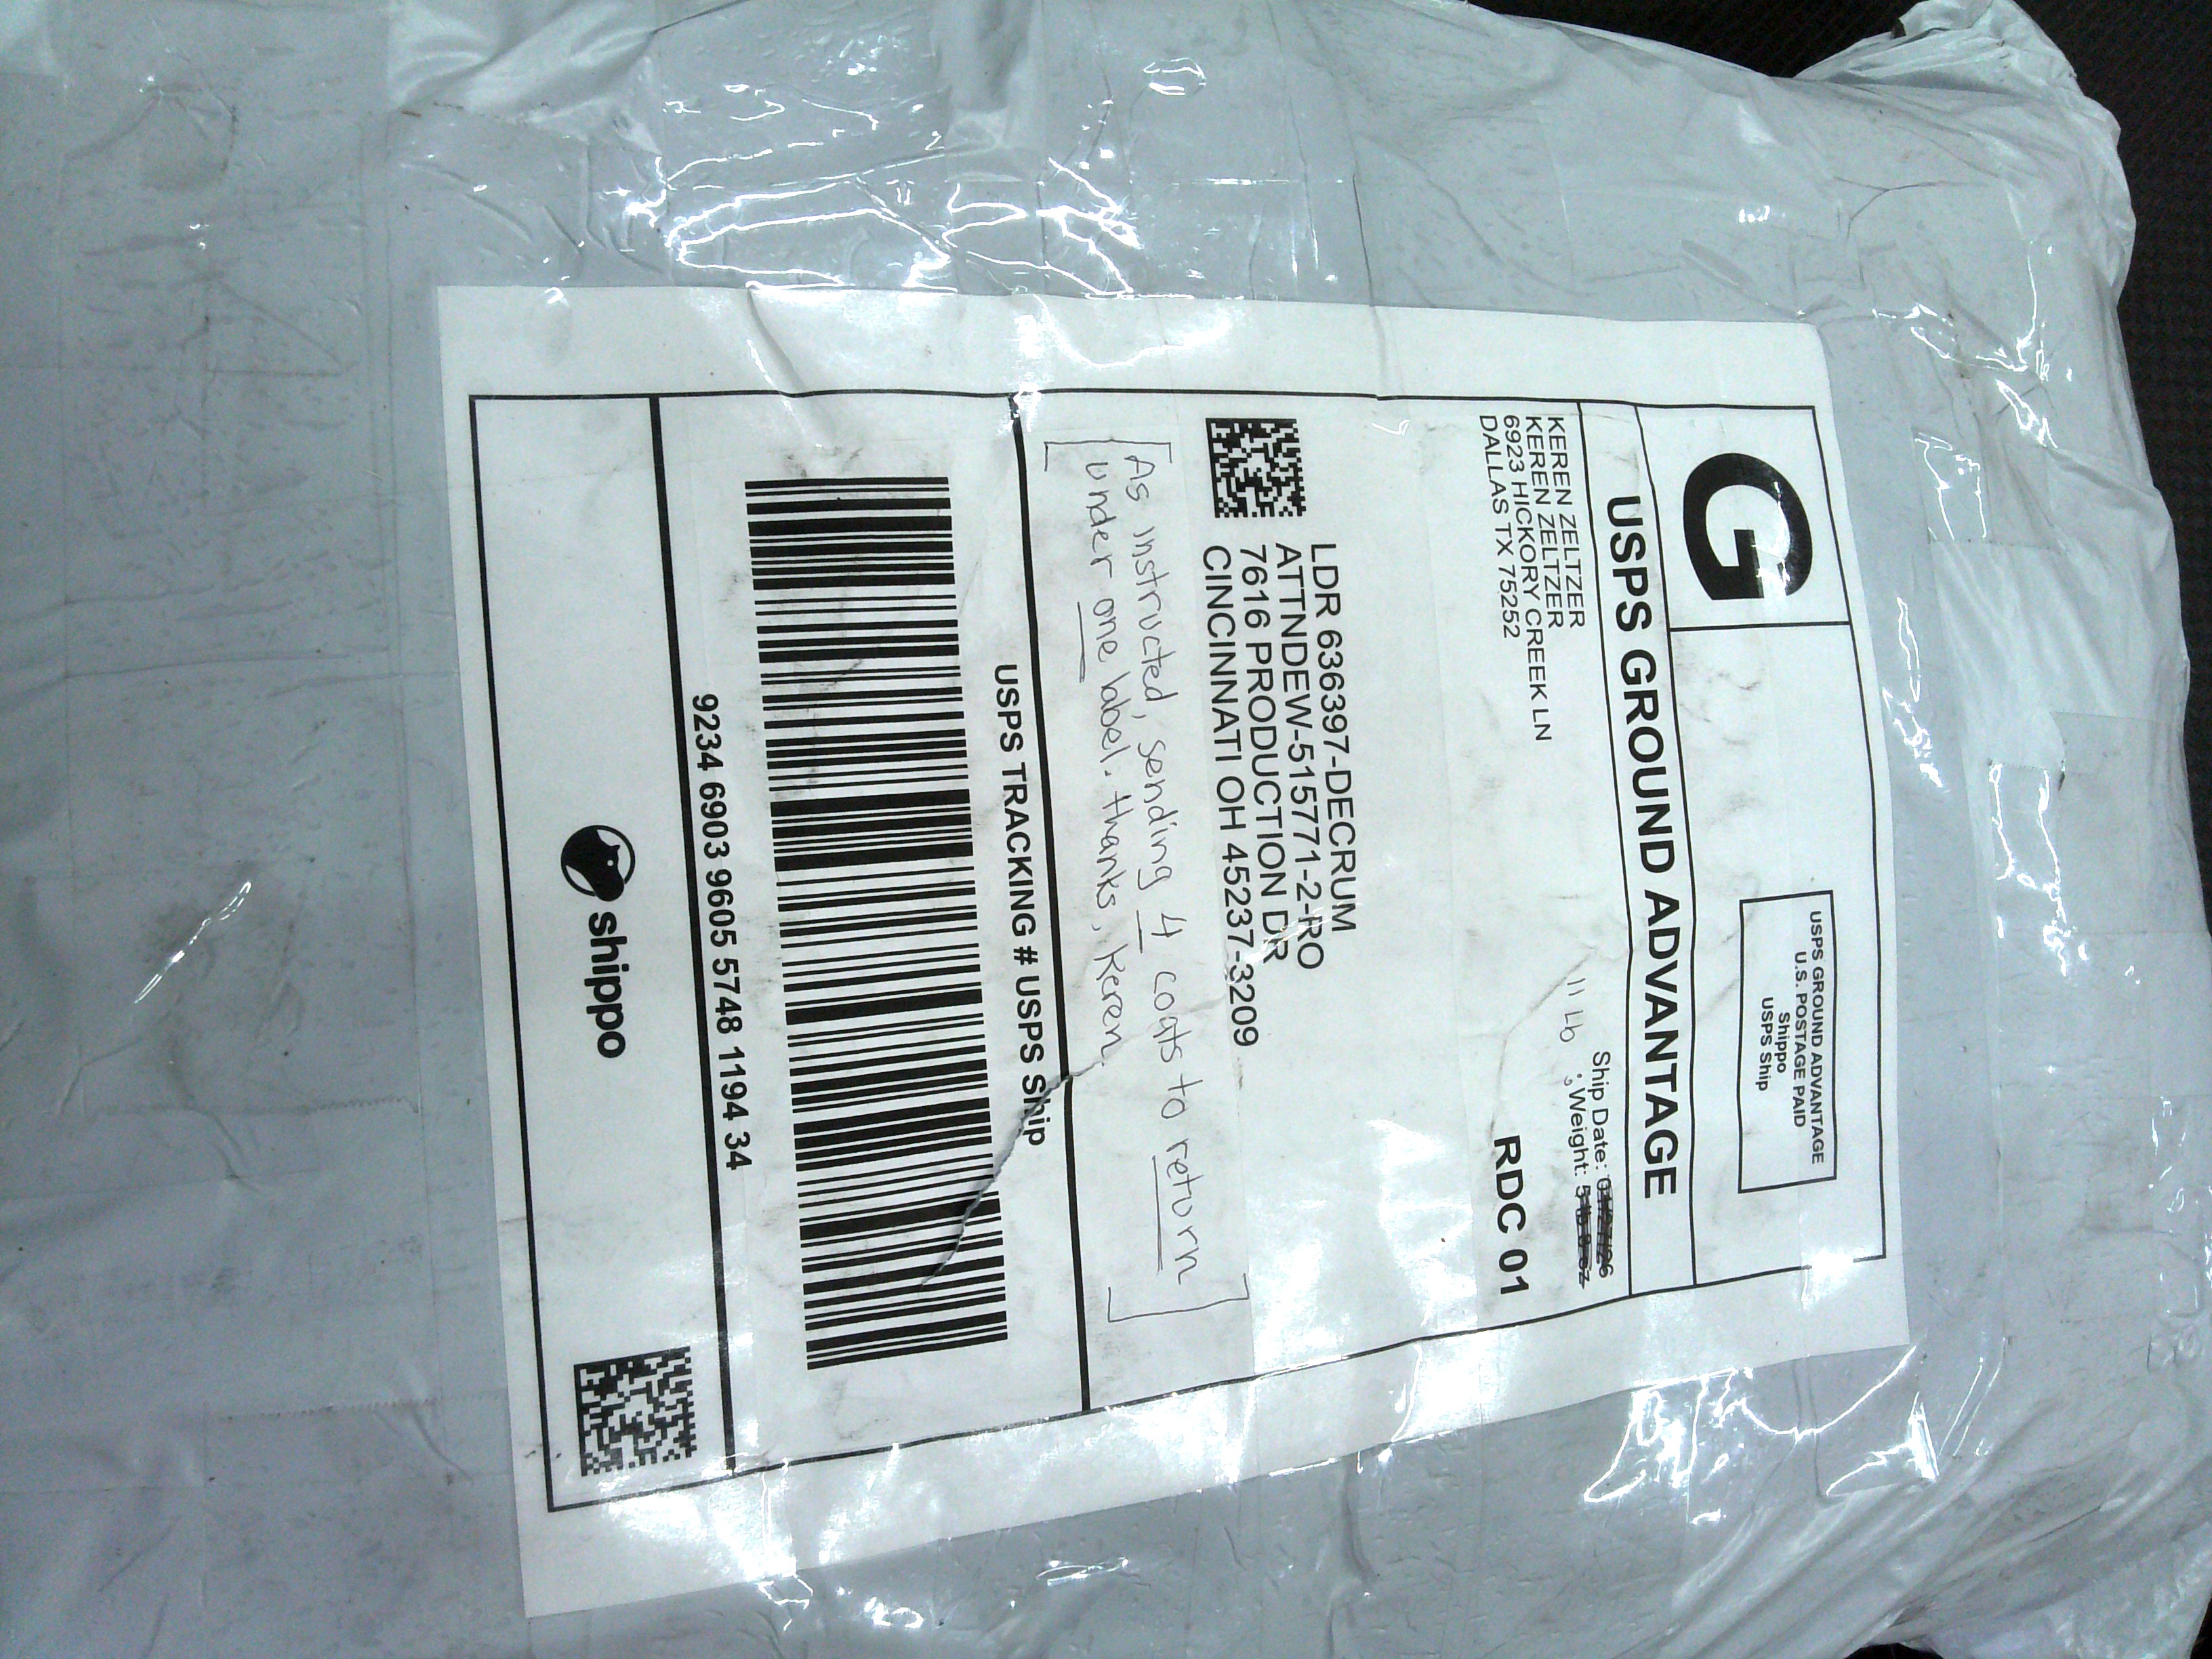 G
USPS GROUND ADVANTAGE
U.S. POSTAGE PAID
Shippo
USPS Ship
USPS GROUND ADVANTAGE
KEREN ZELTZER
KEREN ZELTZER
6923 HICKORY CREEK LN
DALLAS TX 75252
Ship Date:
11 Lb
Weight:
RDC 01
LDR 636397-DECRUM
ATTNDEW-515771-2-PRO
7616 PRODUCTION DR
CINCINNATI OH 45237-3209
[As instructed, sending 4 coats to return
under one label. thanks, Keren]
USPS TRACKING # USPS Ship
9234 6903 9605 5748 1194 34
shippo